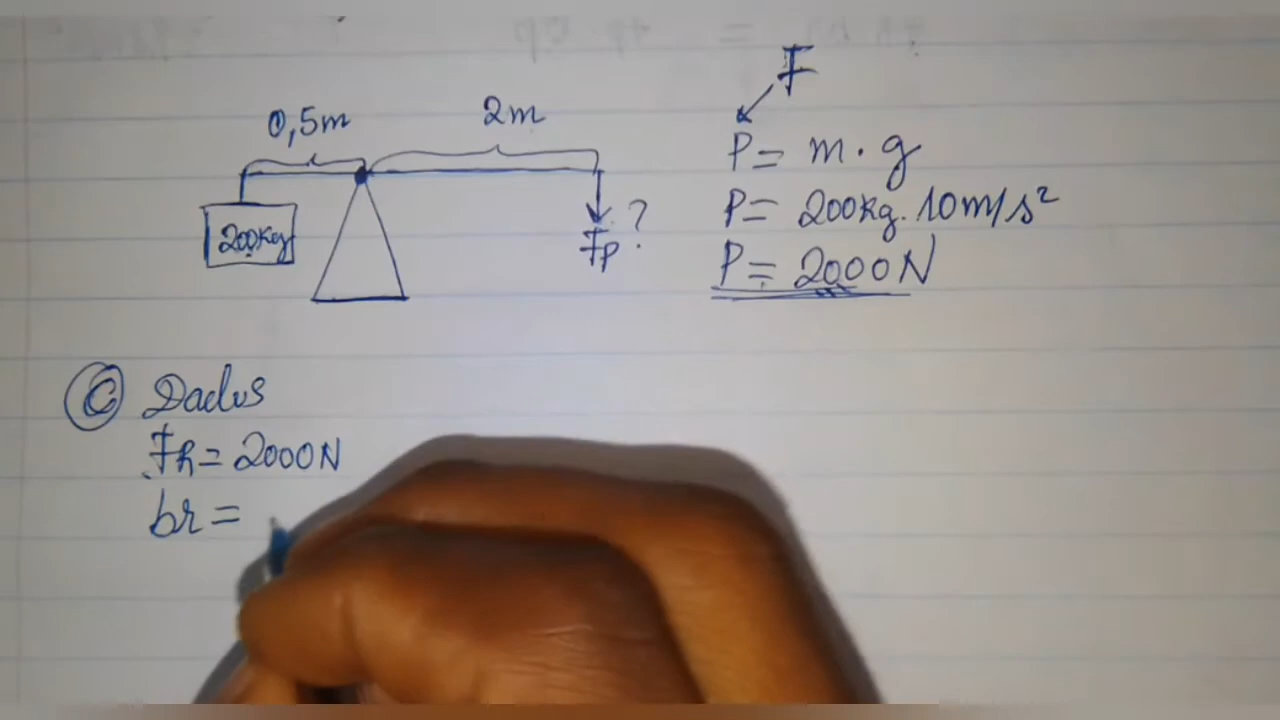 0,5m
2m
200kg
Fp ?
F
P = m . g
P = 200kg . 10m/s²
P = 2000N
C Dados
FR = 2000N
br =